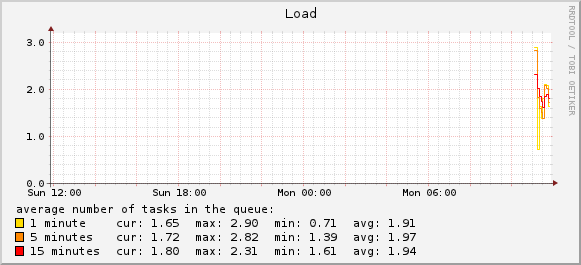 Load
RRDTOOL / TOBI OETIKER
3.0
2.0
1.0
0.0
Sun 12:00 Sun 18:00 Mon 00:00 Mon 06:00
average number of tasks in the queue:
1 minute cur: 1.65 max: 2.90 min: 0.71 avg: 1.91
5 minutes cur: 1.72 max: 2.82 min: 1.39 avg: 1.97
15 minutes cur: 1.80 max: 2.31 min: 1.61 avg: 1.94